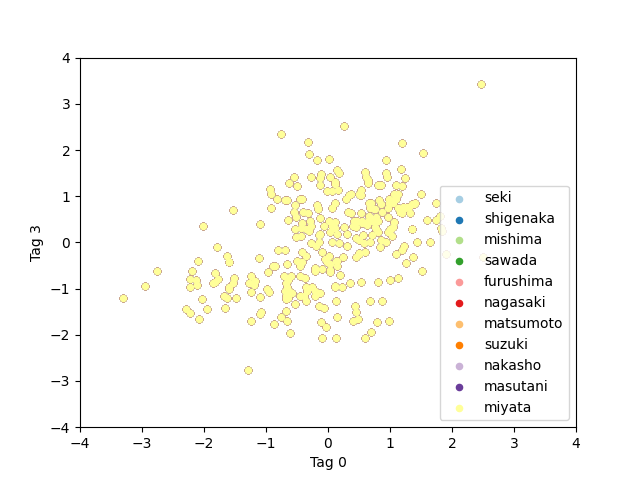 4
3
2
1
0
−1
−2
−3
−4
Tag 3
−4 −3 −2 −1 0 1 2 3 4
Tag 0
seki
shigenaka
mishima
sawada
furushima
nagasaki
matsumoto
suzuki
nakasho
masutani
miyata